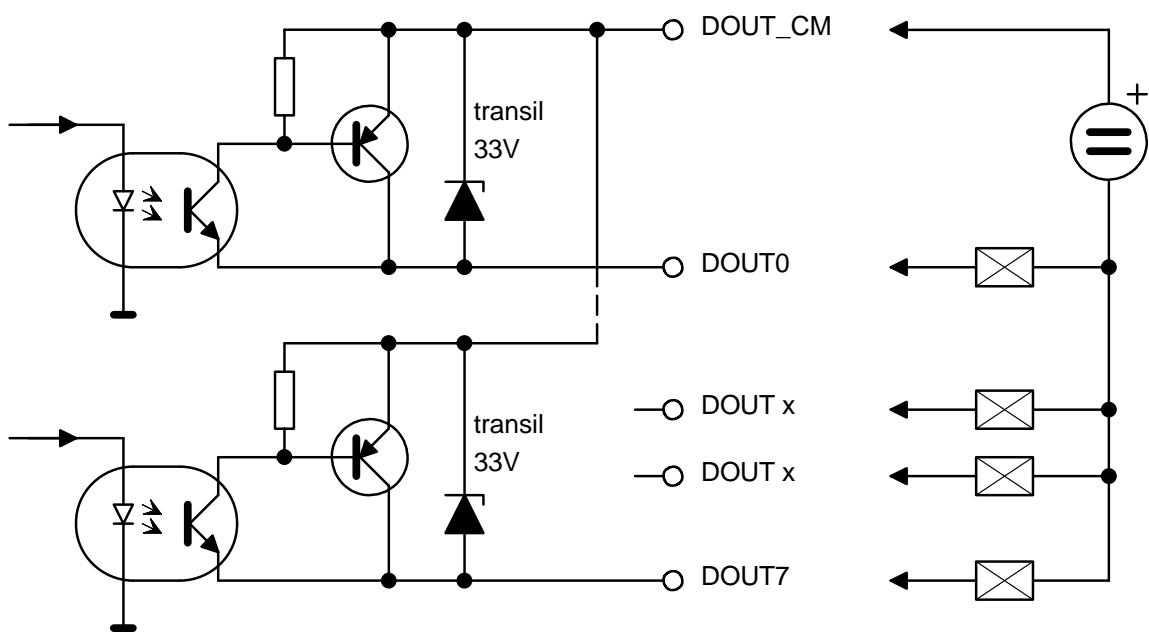 DOUT_CM
+
transil
33V
DOUT0
DOUT x
transil
33V
DOUT x
DOUT7